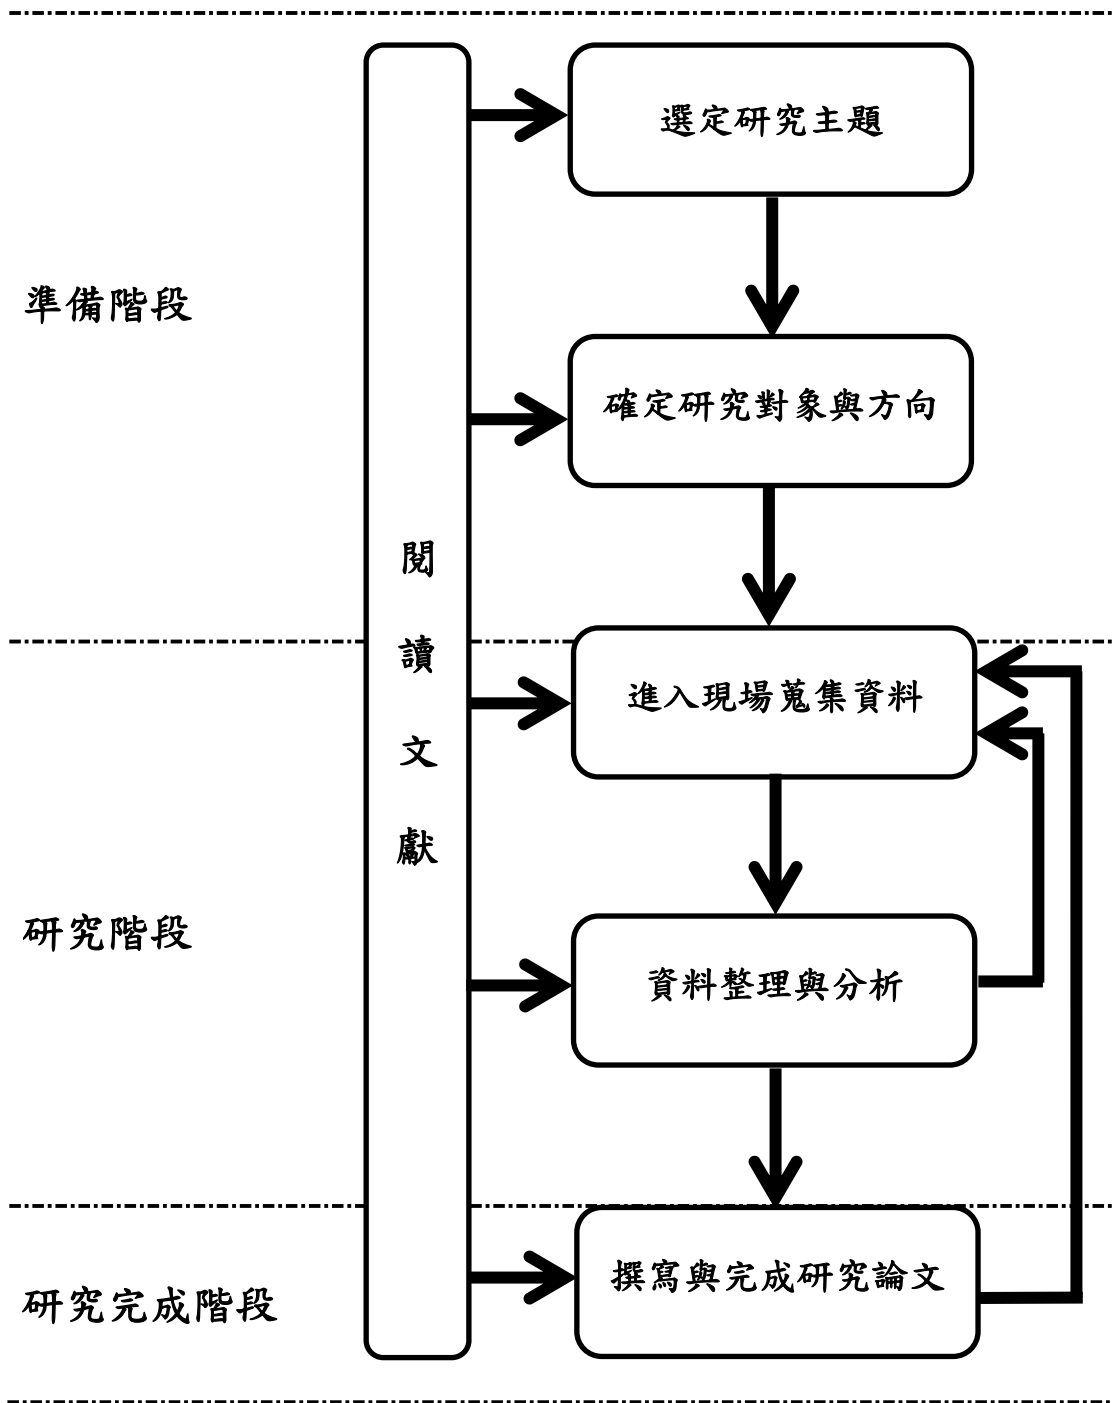 選定研究主題
準備階段
確定研究對象與方向
閱
讀
文
獻
進入現場蒐集資料
研究階段
資料整理與分析
撰寫與完成研究論文
研究完成階段